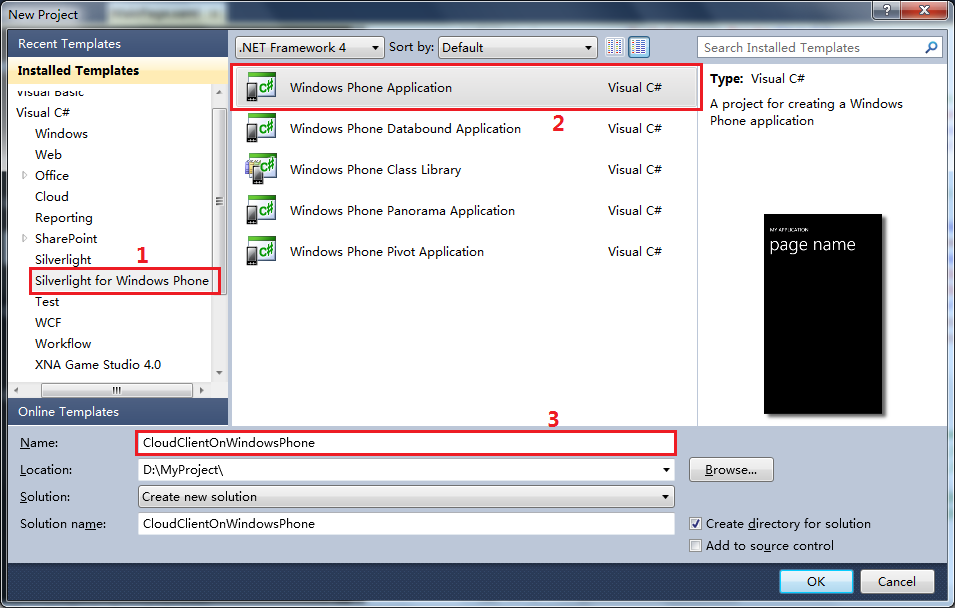 New Project
Recent Templates
Installed Templates
Visual Basic
Visual C#
Windows
Web
Office
Cloud
Reporting
SharePoint
1
Silverlight
Silverlight for Windows Phone
Test
WCF
Workflow
XNA Game Studio 4.0
Online Templates
.NET Framework 4 Sort by: Default
Search Installed Templates
Windows Phone Application Visual C#
2
Windows Phone Databound Application Visual C#
Windows Phone Class Library Visual C#
Windows Phone Panorama Application Visual C#
Windows Phone Pivot Application Visual C#
Type: Visual C#
A project for creating a Windows
Phone application
MY APPLICATION
page name
3
Name: CloudClientOnWindowsPhone
Location: D:\MyProject\ Browse...
Solution: Create new solution
Solution name: CloudClientOnWindowsPhone
Create directory for solution
Add to source control
OK Cancel